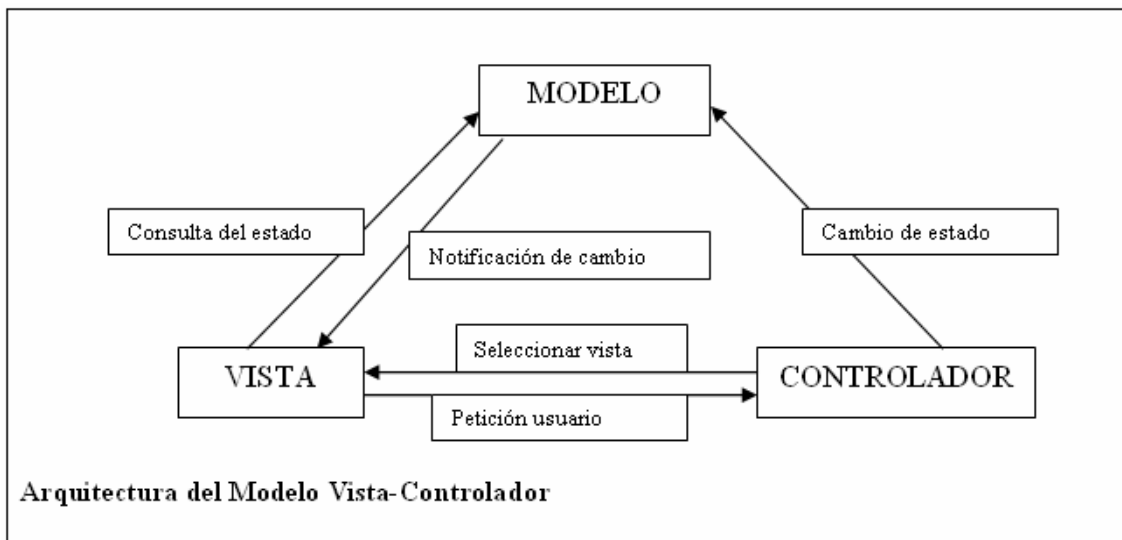 MODELO
Consulta del estado
Cambio de estado
Notificación de cambio
Seleccionar vista
VISTA
CONTROLADOR
Petición usuario
Arquitectura del Modelo Vista-Controlador